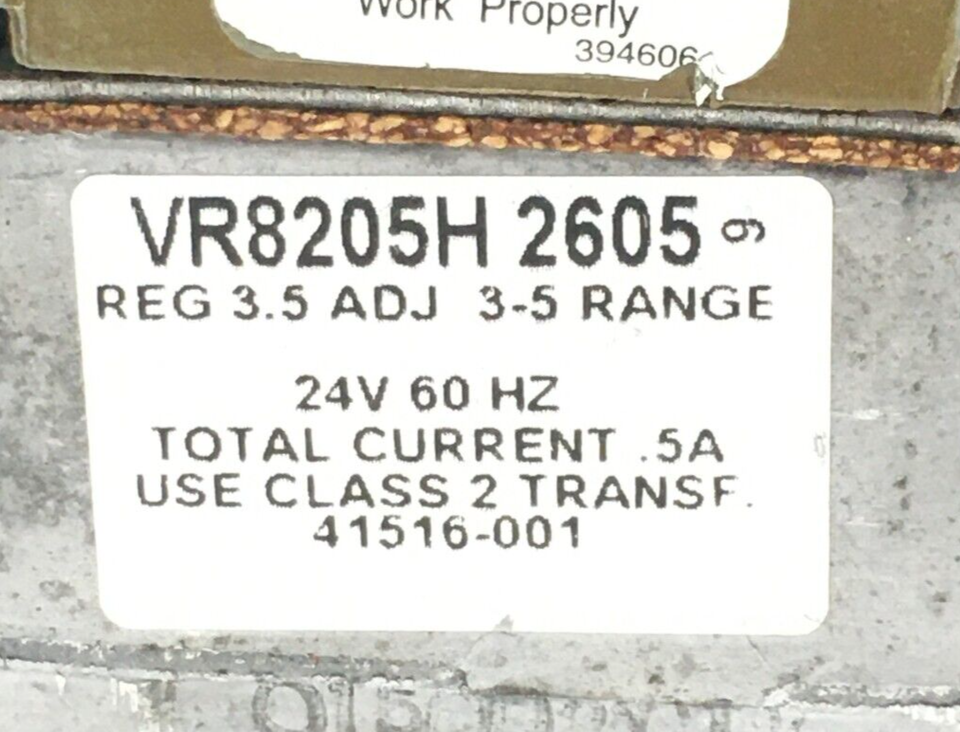 Work Properly
394606
VR8205H 2605 9
REG 3.5 ADJ 3-5 RANGE
24V 60 HZ
TOTAL CURRENT .5A
USE CLASS 2 TRANSF.
41516-001